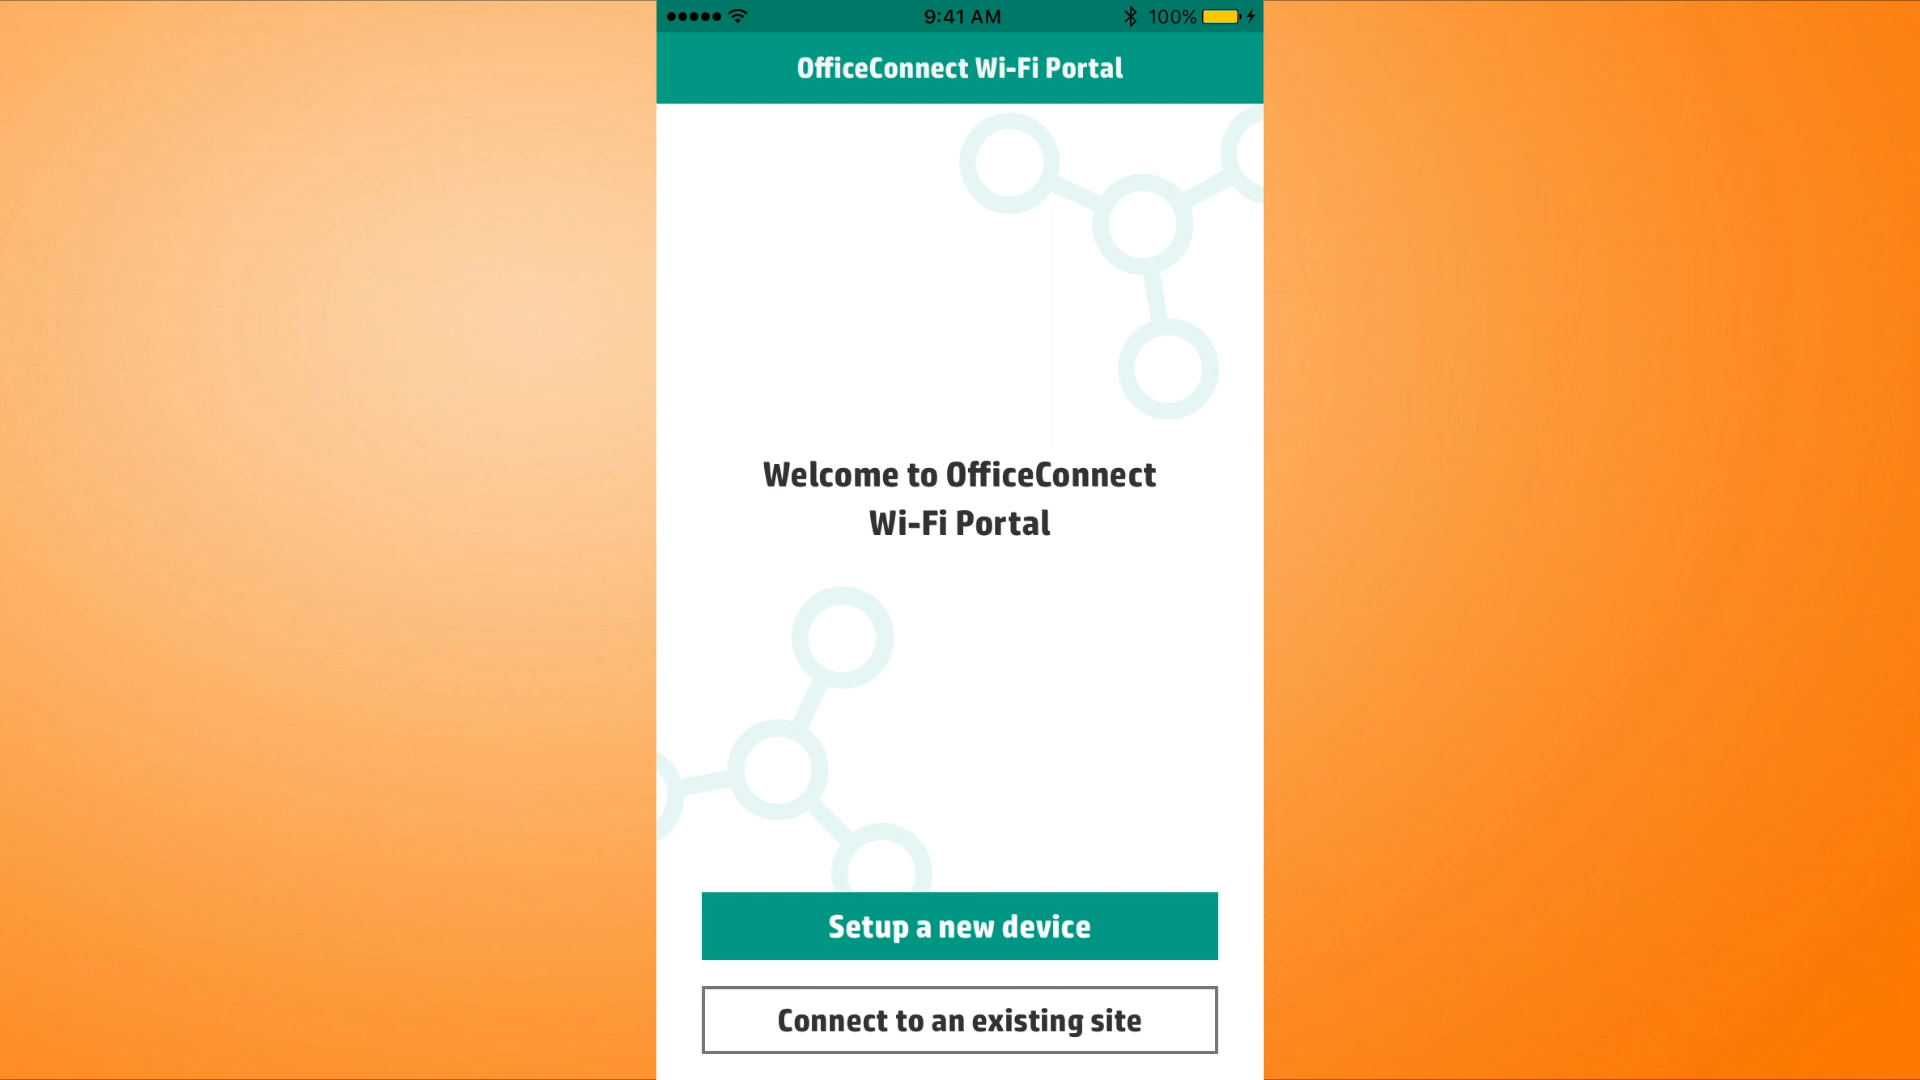 9:41 AM 100%
OfficeConnect Wi-Fi Portal
Welcome to OfficeConnect
Wi-Fi Portal
Setup a new device
Connect to an existing site